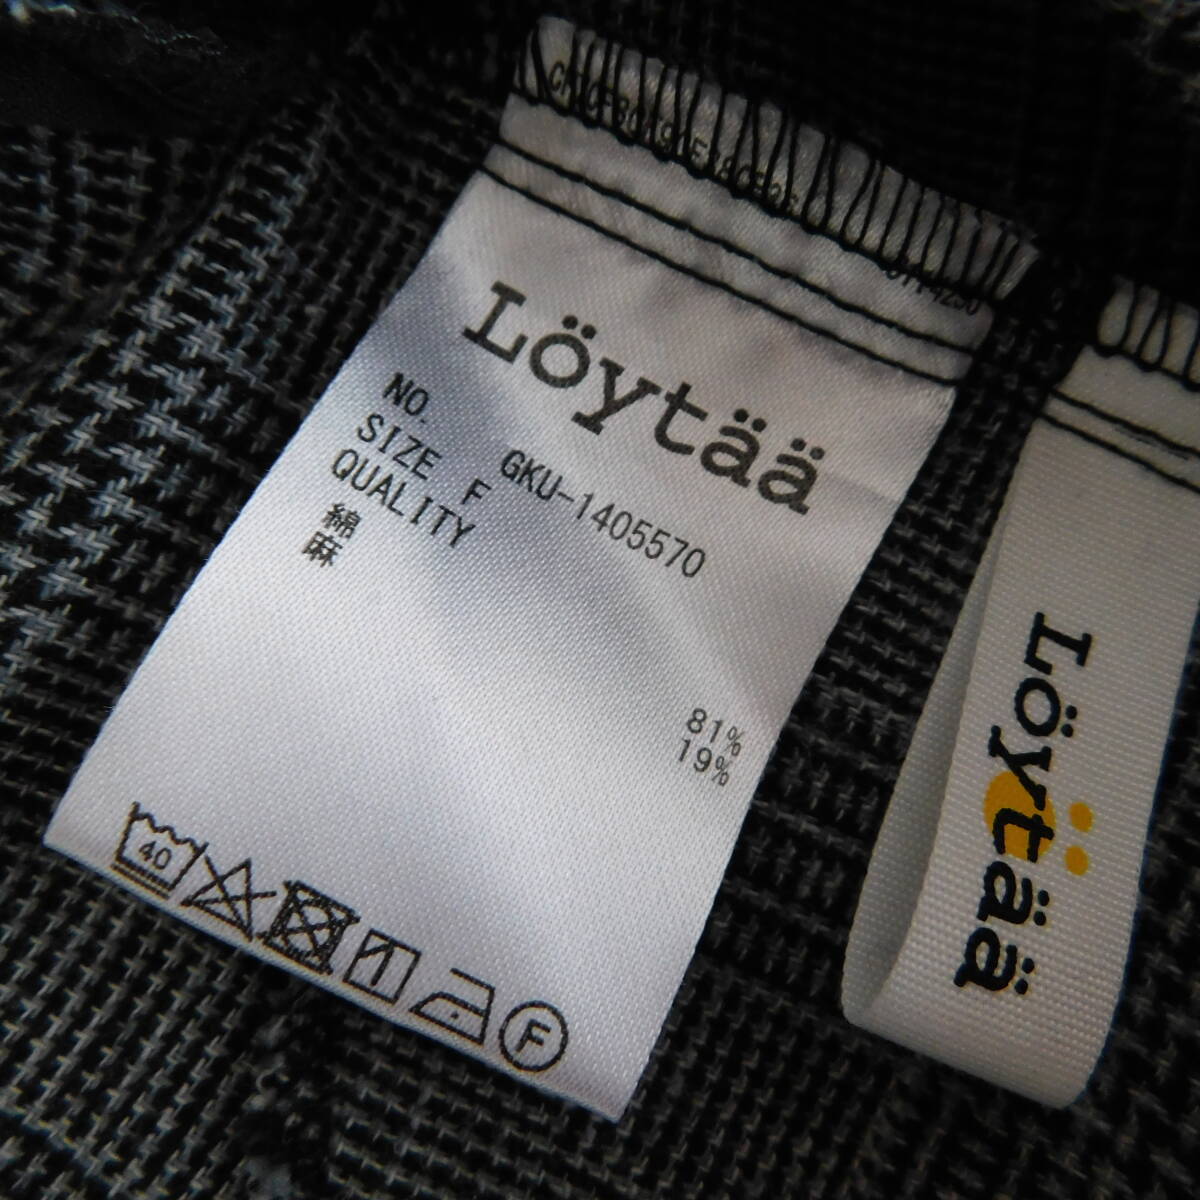 Löytää
NO. GKU-1405570
SIZE F
QUALITY
綿 81%
麻 19%
40
F
Löytää